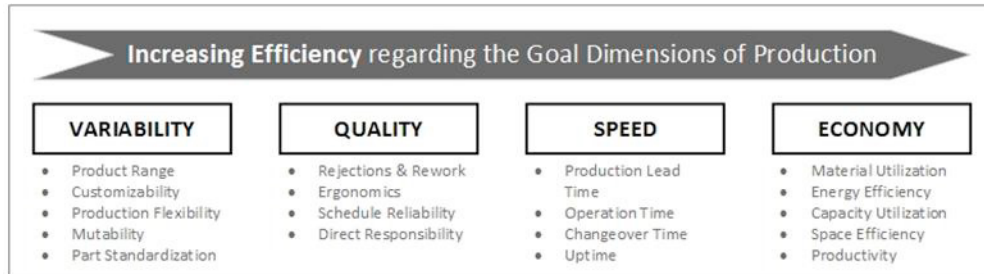 Increasing Efficiency regarding the Goal Dimensions of Production
VARIABILITY
• Product Range
• Customizability
• Production Flexibility
• Mutability
• Part Standardization
QUALITY
• Rejections & Rework
• Ergonomics
• Schedule Reliability
• Direct Responsibility
SPEED
• Production Lead
Time
• Operation Time
• Changeover Time
• Uptime
ECONOMY
• Material Utilization
• Energy Efficiency
• Capacity Utilization
• Space Efficiency
• Productivity